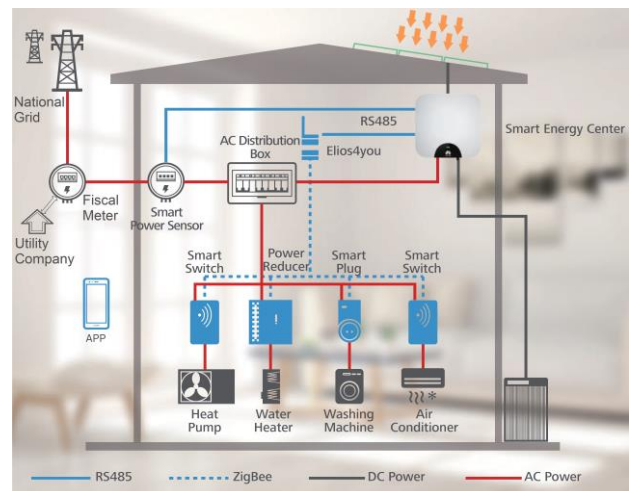 National
Grid
RS485
AC Distribution
Box
Elios4you
Smart Energy Center
Fiscal
Meter
Smart
Power Sensor
Utility
Company
Smart
Switch
Power
Reducer
Smart
Plug
Smart
Switch
APP
Heat
Pump
Water
Heater
Washing
Machine
Air
Conditioner
RS485
ZigBee
DC Power
AC Power